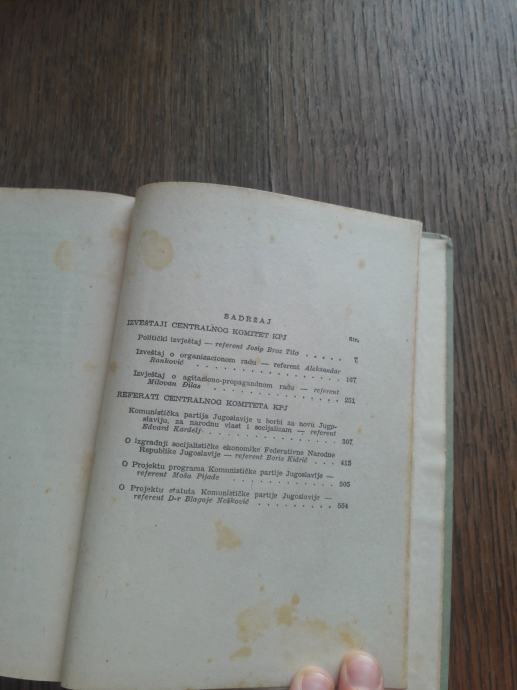 SADRŽAJ
IZVEŠTAJI CENTRALNOG KOMITET KPJ Str.
Politički izvještaj — referent Josip Broz Tito . . . . . 7
Izveštaj o organizacionom radu — referent Aleksandar
Ranković . . . . . . . . . . . . . 167
Izvještaj o agitaciono-propagandnom radu — referent
Milovan Đilas . . . . . . . . . . . 251
REFERATI CENTRALNOG KOMITETA KPJ
Komunistička partija Jugoslavije u borbi za novu Jugo-
slaviju, za narodnu vlast i socijalizam — referent
Edvard Kardelj . . . . . . . . . . . 307
O izgradnji socijalističke ekonomike Federativne Narodne
Republike Jugoslavije — referent Boris Kidrič . . . 413
O Projektu programa Komunističke partije Jugoslavije —
referent Moša Pijade . . . . . . . . . 505
O Projektu statuta Komunističke partije Jugoslavije —
referent D-r Blagoje Nešković . . . . . . . 554